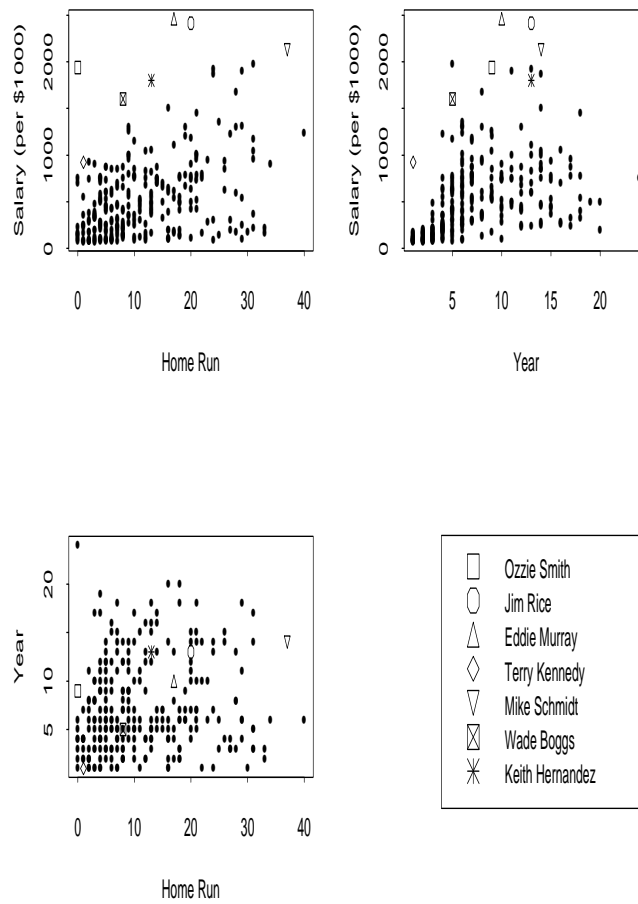 Salary (per $1000)
0 1000 2000
0 10 20 30 40
Home Run
Salary (per $1000)
0 1000 2000
5 10 15 20
Year
Year
5 10 20
0 10 20 30 40
Home Run
Ozzie Smith
Jim Rice
Eddie Murray
Terry Kennedy
Mike Schmidt
Wade Boggs
Keith Hernandez